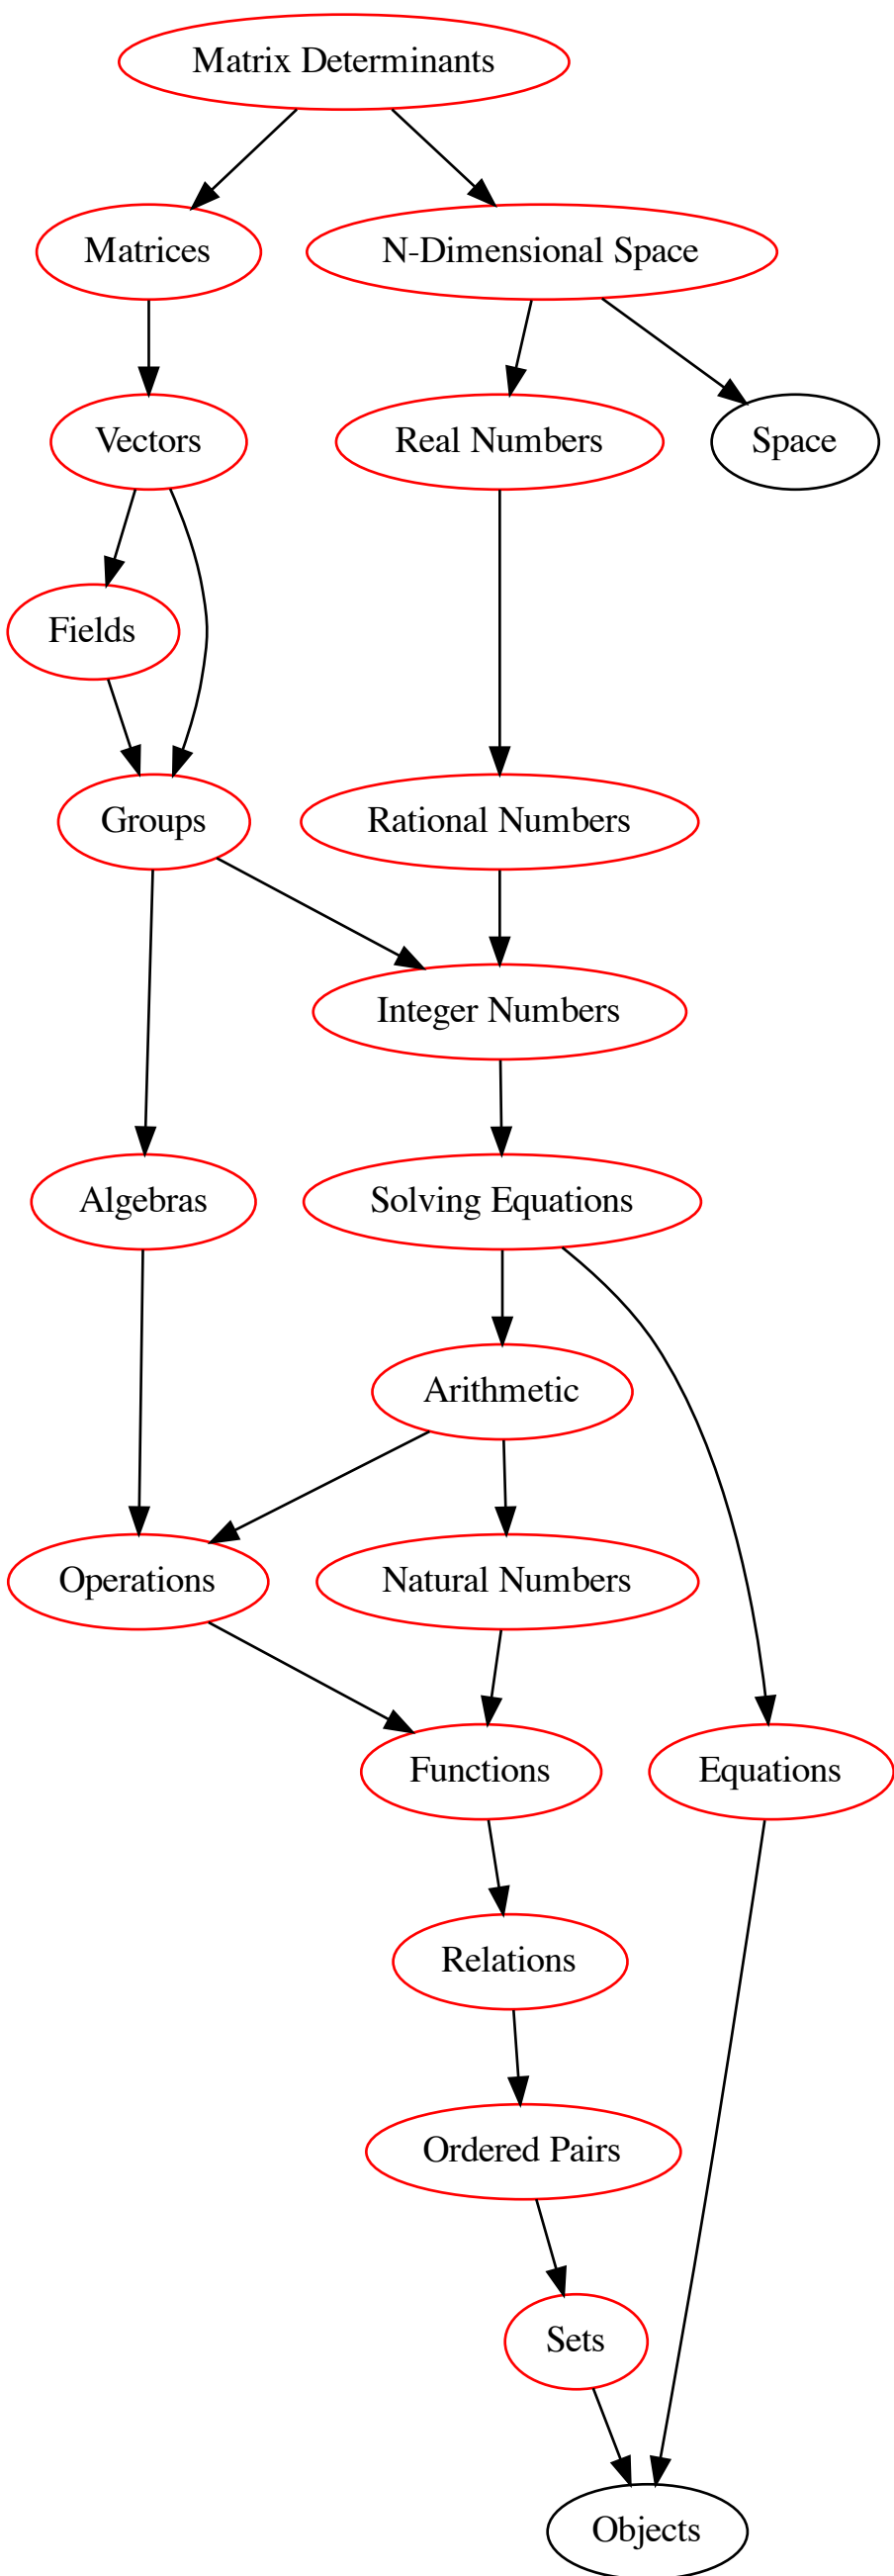 Matrix Determinants
Matrices
N-Dimensional Space
Vectors
Real Numbers
Space
Fields
Groups
Rational Numbers
Integer Numbers
Algebras
Solving Equations
Arithmetic
Operations
Natural Numbers
Functions
Equations
Relations
Ordered Pairs
Sets
Objects